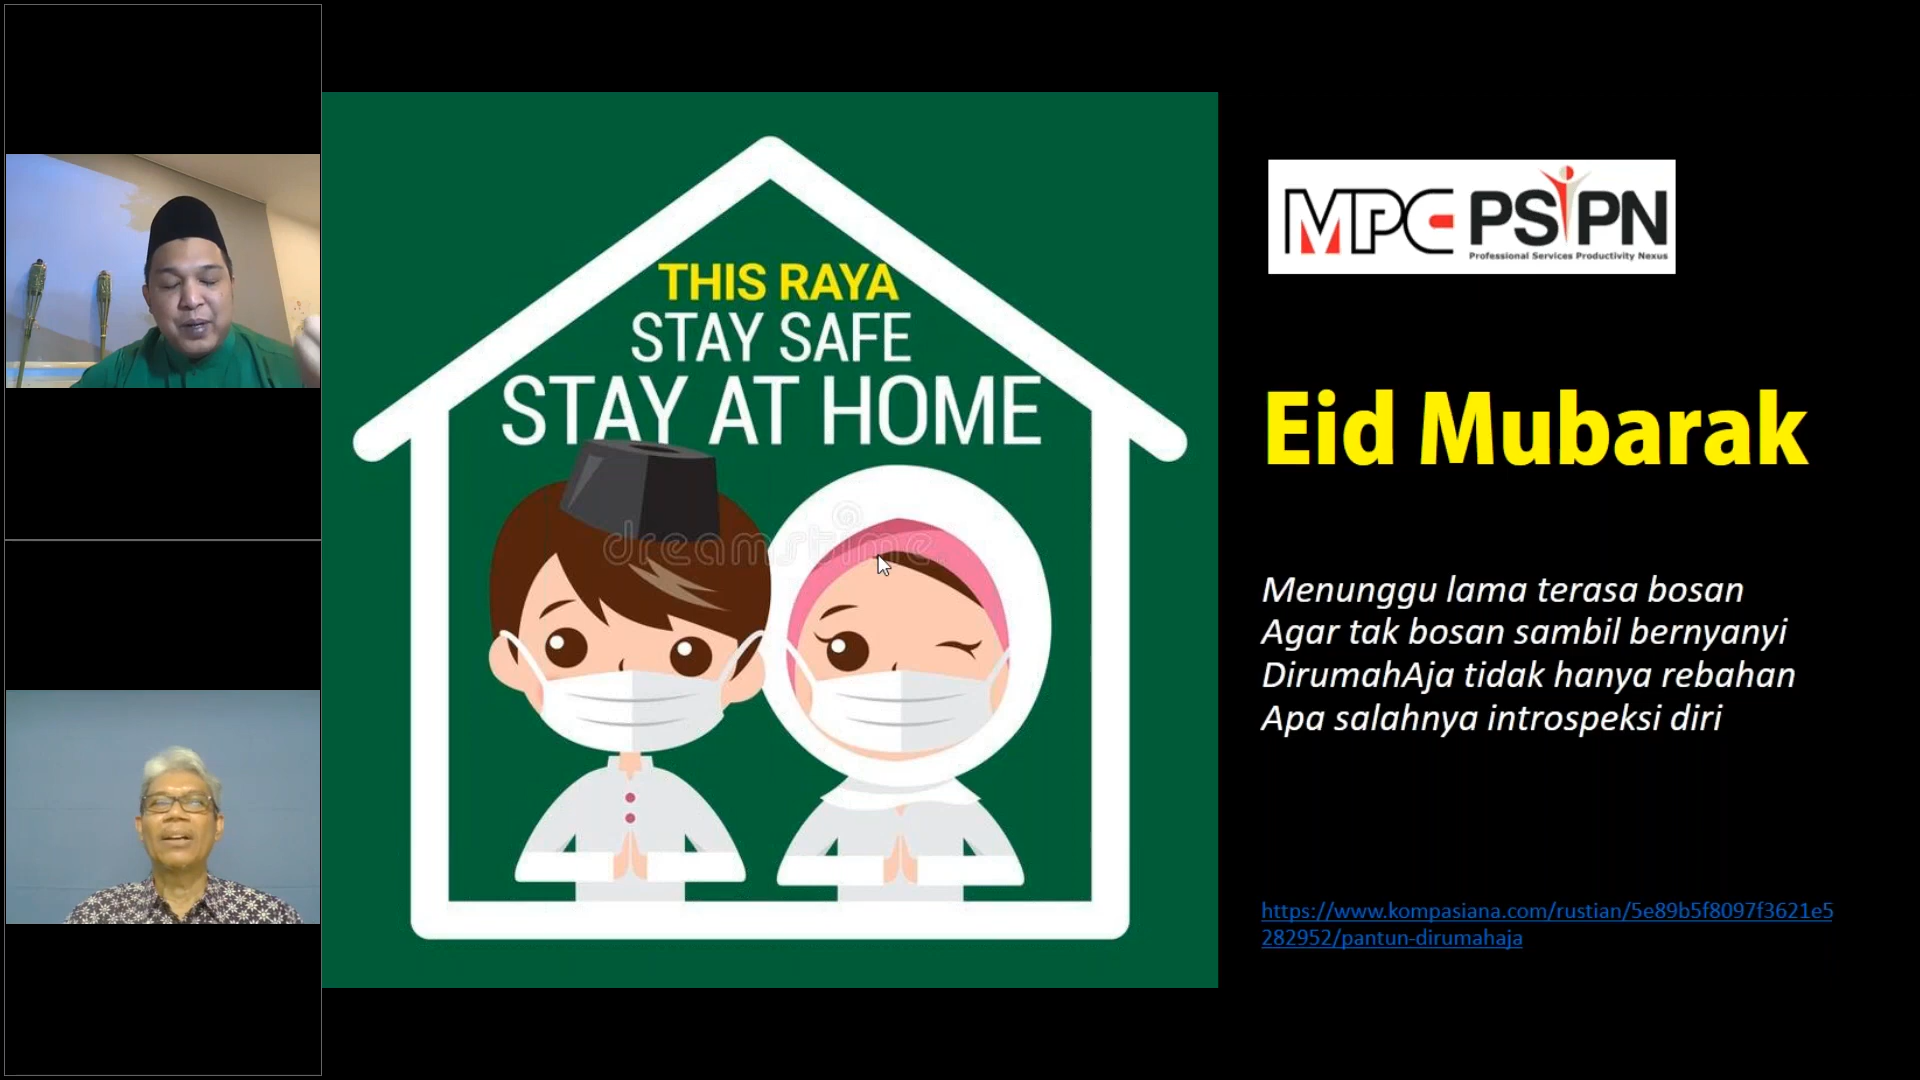 THIS RAYA
STAY SAFE
STAY AT HOME
dreamstime.
MPC PSPN
Professional Services Productivity Nexus
Eid Mubarak
Menunggu lama terasa bosan
Agar tak bosan sambil bernyanyi
DirumahAja tidak hanya rebahan
Apa salahnya introspeksi diri
https://www.kompasiana.com/rustian/5e89b5f8097f3621e5
282952/pantun-dirumahaja